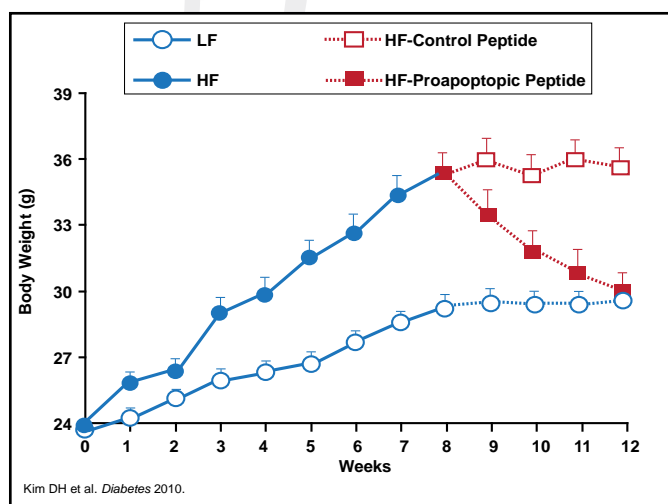 LF
HF-Control Peptide
HF
HF-Proapoptopic Peptide
39
36
33
30
27
24
Body Weight (g)
0 1 2 3 4 5 6 7 8 9 10 11 12
Weeks
Kim DH et al. Diabetes 2010.